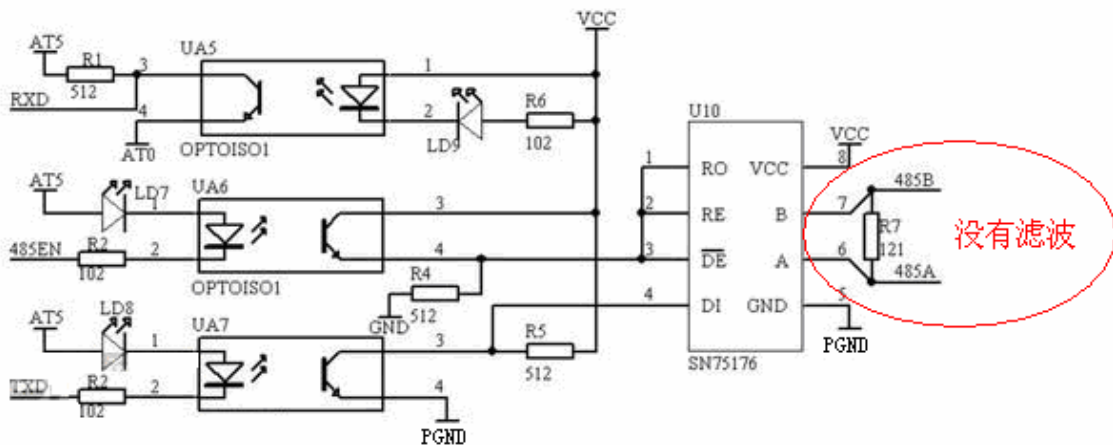 VCC
AT5
R1
512
3
RXD
4
AT0
UA5
OPTOISO1
1
2
LD9
R6
102
AT5
LD7
1
485EN
R2
102
2
UA6
OPTOISO1
3
4
R4
512
GND
AT5
LD8
1
TXD
R2
102
2
UA7
3
4
PGND
R5
512
U10
1
RO
2
RE
3
DE
4
DI
VCC
8
VCC
B
7
A
6
GND
5
PGND
SN75176
485B
R7
121
485A
没有滤波